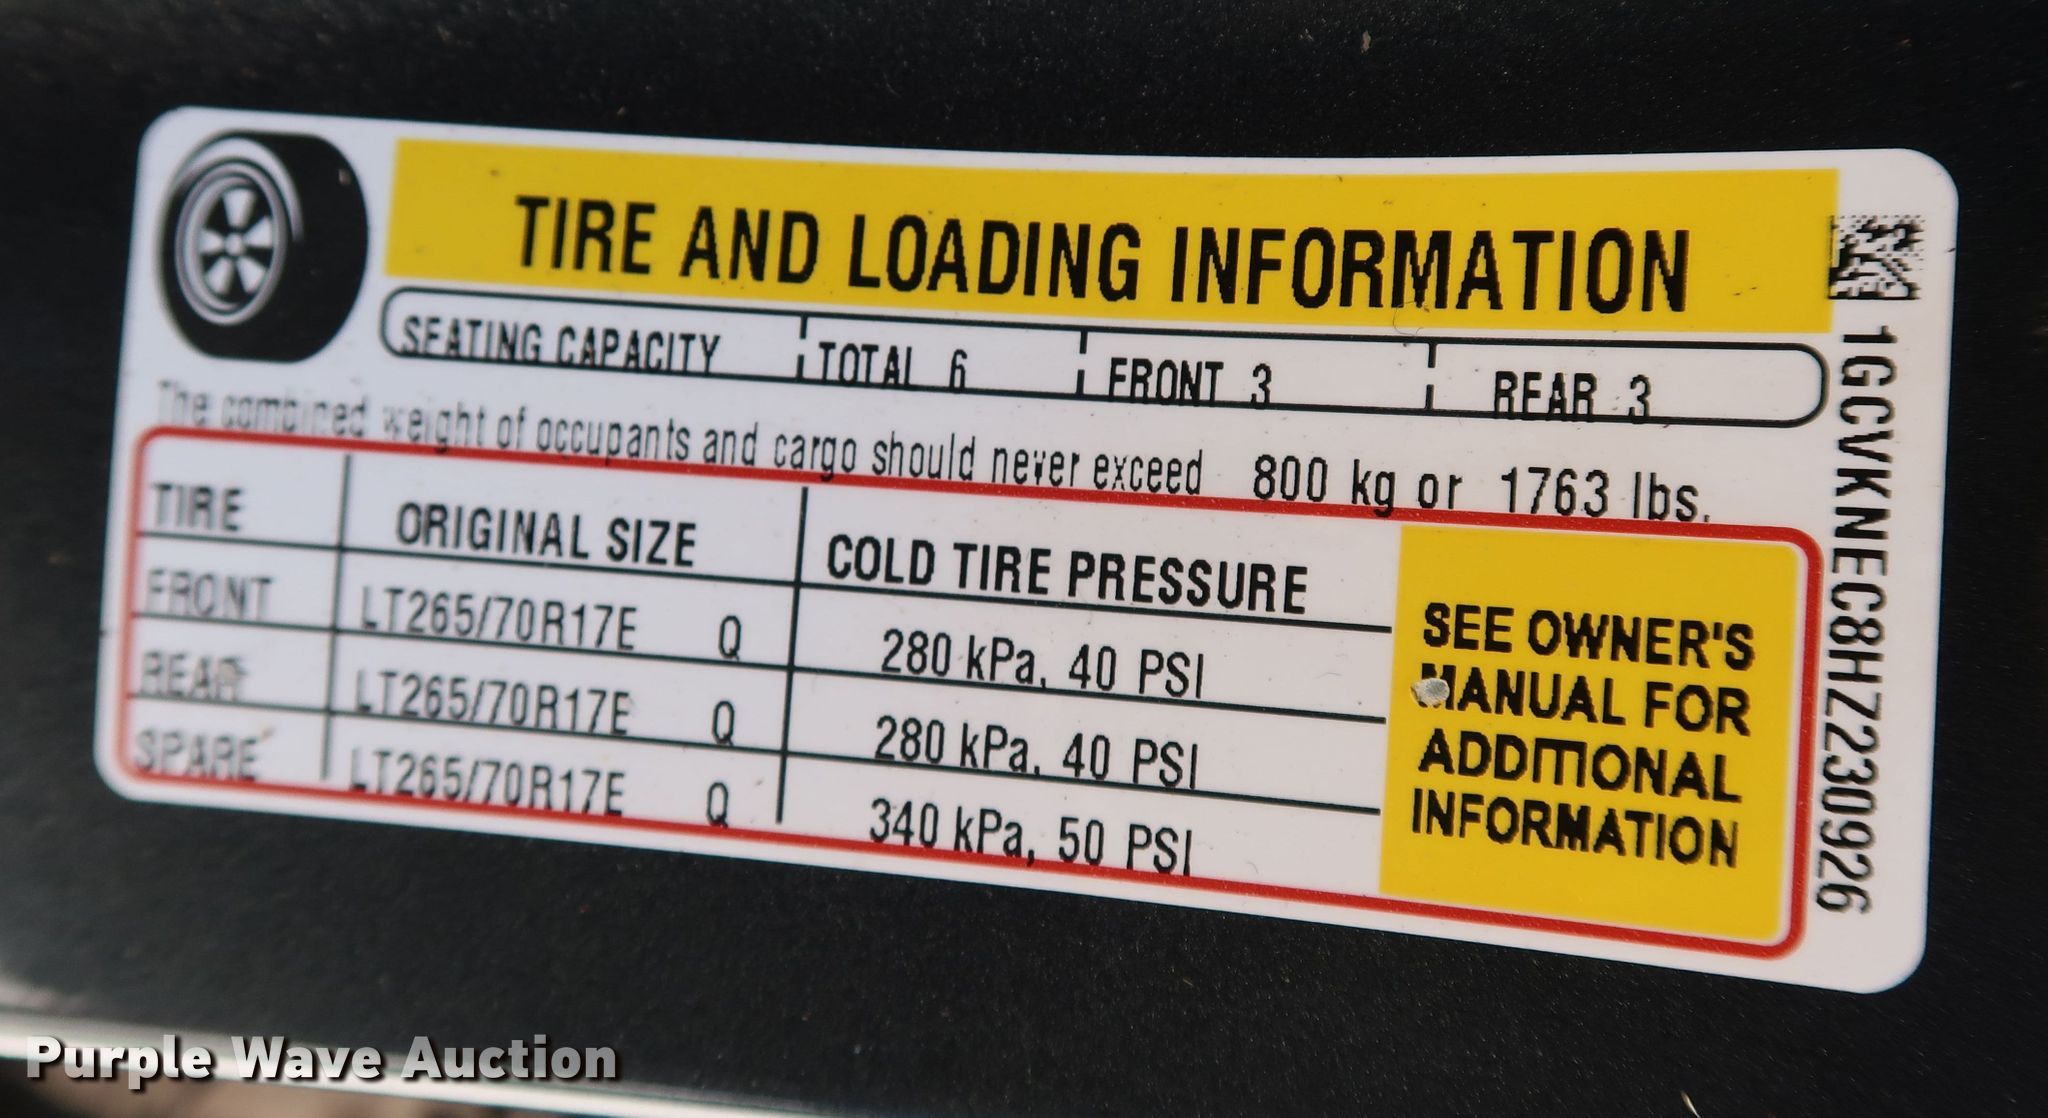 TIRE AND LOADING INFORMATION
SEATING CAPACITY TOTAL 6 FRONT 3 REAR 3
The combined weight of occupants and cargo should never exceed 800 kg or 1763 lbs.
TIRE ORIGINAL SIZE COLD TIRE PRESSURE
FRONT LT265/70R17E Q 280 kPa, 40 PSI
REAR LT265/70R17E Q 280 kPa, 40 PSI
SPARE LT265/70R17E Q 340 kPa, 50 PSI
SEE OWNER'S
MANUAL FOR
ADDITIONAL
INFORMATION
1GCVKNEC8HZ230926
Purple Wave Auction